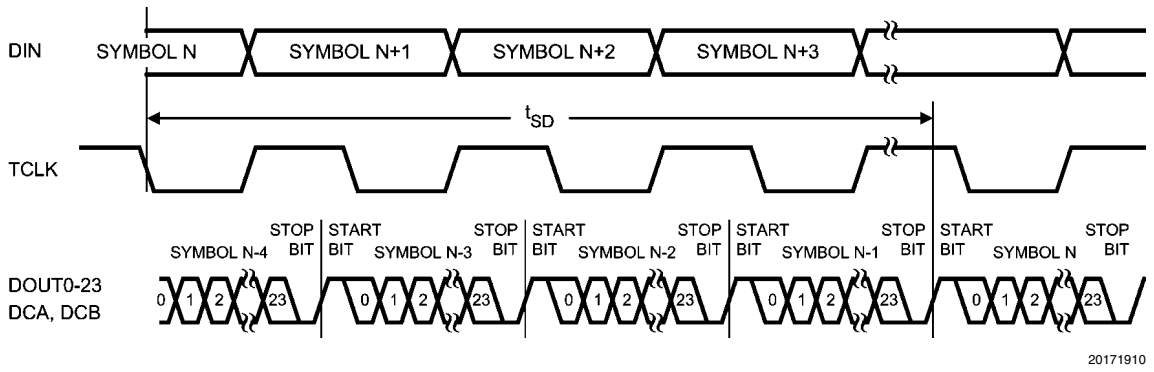 DIN
SYMBOL N
SYMBOL N+1
SYMBOL N+2
SYMBOL N+3
tSD
TCLK
STOP BIT
START BIT
STOP BIT
START BIT
STOP BIT
START BIT
STOP BIT
START BIT
STOP BIT
SYMBOL N-4
SYMBOL N-3
SYMBOL N-2
SYMBOL N-1
SYMBOL N
DOUT0-23
DCA, DCB
0 1 2 23
0 1 2 23
0 1 2 23
0 1 2 23
0 1 2 23
20171910